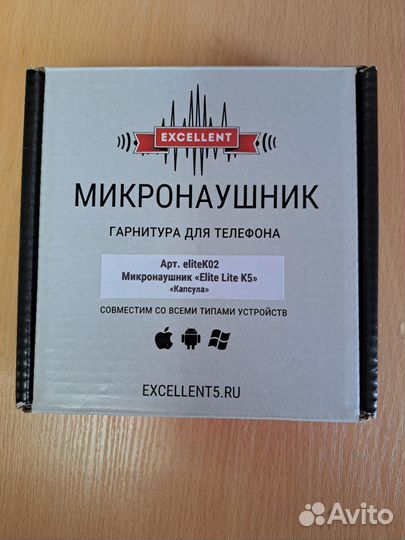 EXCELLENT
МИКРОНАУШНИК
ГАРНИТУРА ДЛЯ ТЕЛЕФОНА
Арт. eliteK02
Микронаушник «Elite Lite K5»
«Капсула»
СОВМЕСТИМ СО ВСЕМИ ТИПАМИ УСТРОЙСТВ
EXCELLENT5.RU
Avito